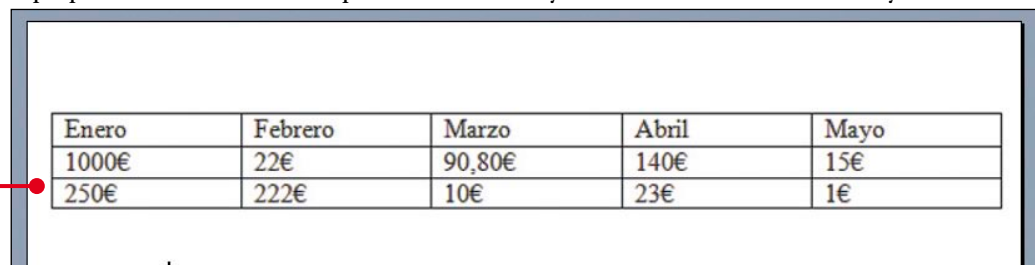 Enero Febrero Marzo Abril Mayo
1000€ 22€ 90,80€ 140€ 15€
250€ 222€ 10€ 23€ 1€